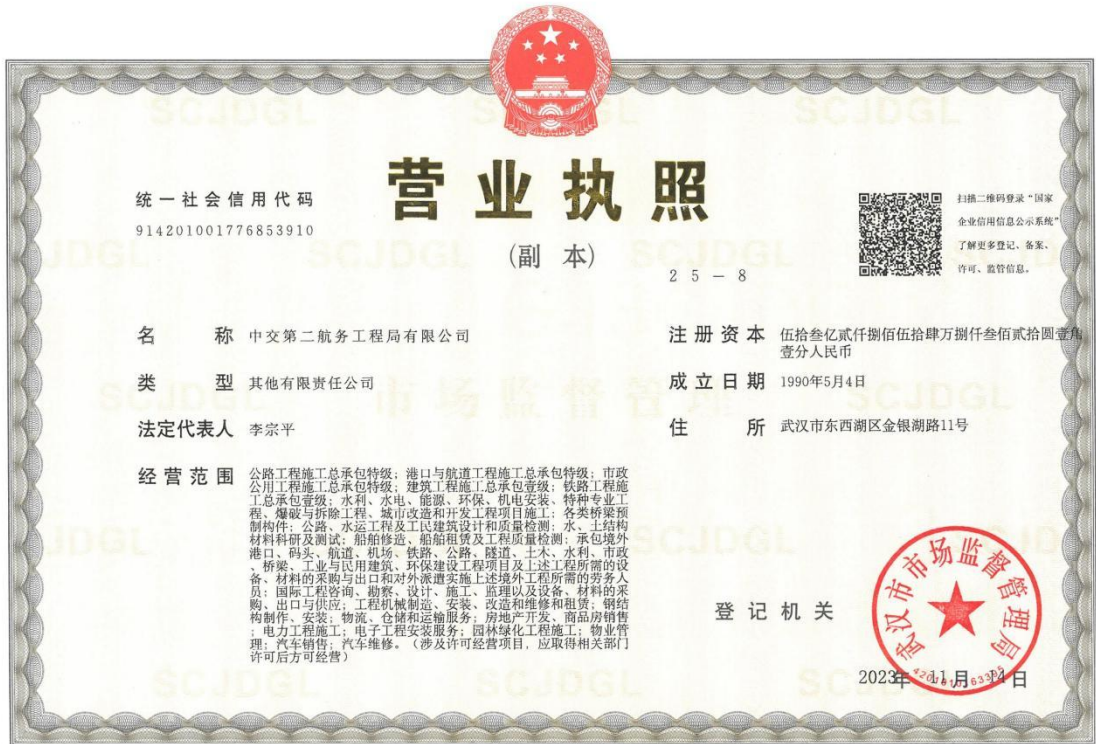 营业执照
(副 本)
25-8
统一社会信用代码
914201001776853910
扫描二维码登录“国家
企业信用信息公示系统”
了解更多登记、备案、
许可、监管信息。
名 称 中交第二航务工程局有限公司
类 型 其他有限责任公司
法定代表人 李宗平
经营范围 公路工程施工总承包特级；港口与航道工程施工总承包特级；市政
公用工程施工总承包特级；建筑工程施工总承包壹级；铁路工程施
工总承包壹级；水利、水电、能源、环保、机电安装、特种专业工
程、爆破与拆除工程、城市改造和开发工程项目施工；各类桥梁预
制构件；公路、水运工程及工民建筑设计和质量检测；水、土结构
材料科研及测试；船舶修造、船舶租赁及工程质量检测；承包境外
港口、码头、航道、机场、铁路、公路、隧道、土木、水利、市政
、桥梁、工业与民用建筑、环保建设工程项目及上述工程所需的设
备、材料的采购与出口和对外派遣实施上述境外工程所需的劳务人
员；国际工程咨询、勘察、设计、施工、监理以及设备、材料的采
购、出口与供应；工程机械制造、安装、改造和维修和租赁；钢结
构制作、安装；物流、仓储和运输服务；房地产开发、商品房销售
；电力工程施工；电子工程安装服务；园林绿化工程施工；物业管
理；汽车销售；汽车维修。（涉及许可经营项目，应取得相关部门
许可后方可经营）
注册资本 伍拾叁亿贰仟捌佰伍拾肆万捌仟叁佰贰拾圆壹角
壹分人民币
成立日期 1990年5月4日
住 所 武汉市东西湖区金银湖路11号
登记机关
武汉市市场监督管理局
2023年 11月 14日
SCJDGL
市场监督管理